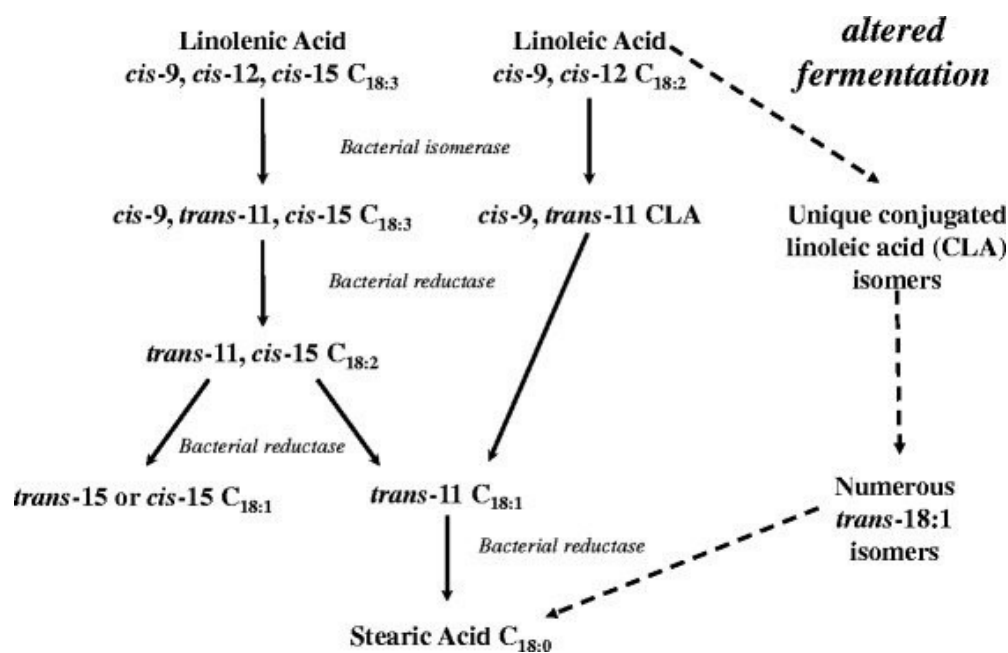 Linolenic Acid
cis-9, cis-12, cis-15 C18:3
Linoleic Acid
cis-9, cis-12 C18:2
altered
fermentation
Bacterial isomerase
cis-9, trans-11, cis-15 C18:3
cis-9, trans-11 CLA
Unique conjugated
linoleic acid (CLA)
isomers
Bacterial reductase
trans-11, cis-15 C18:2
Bacterial reductase
trans-15 or cis-15 C18:1
trans-11 C18:1
Numerous
trans-18:1
isomers
Bacterial reductase
Stearic Acid C18:0